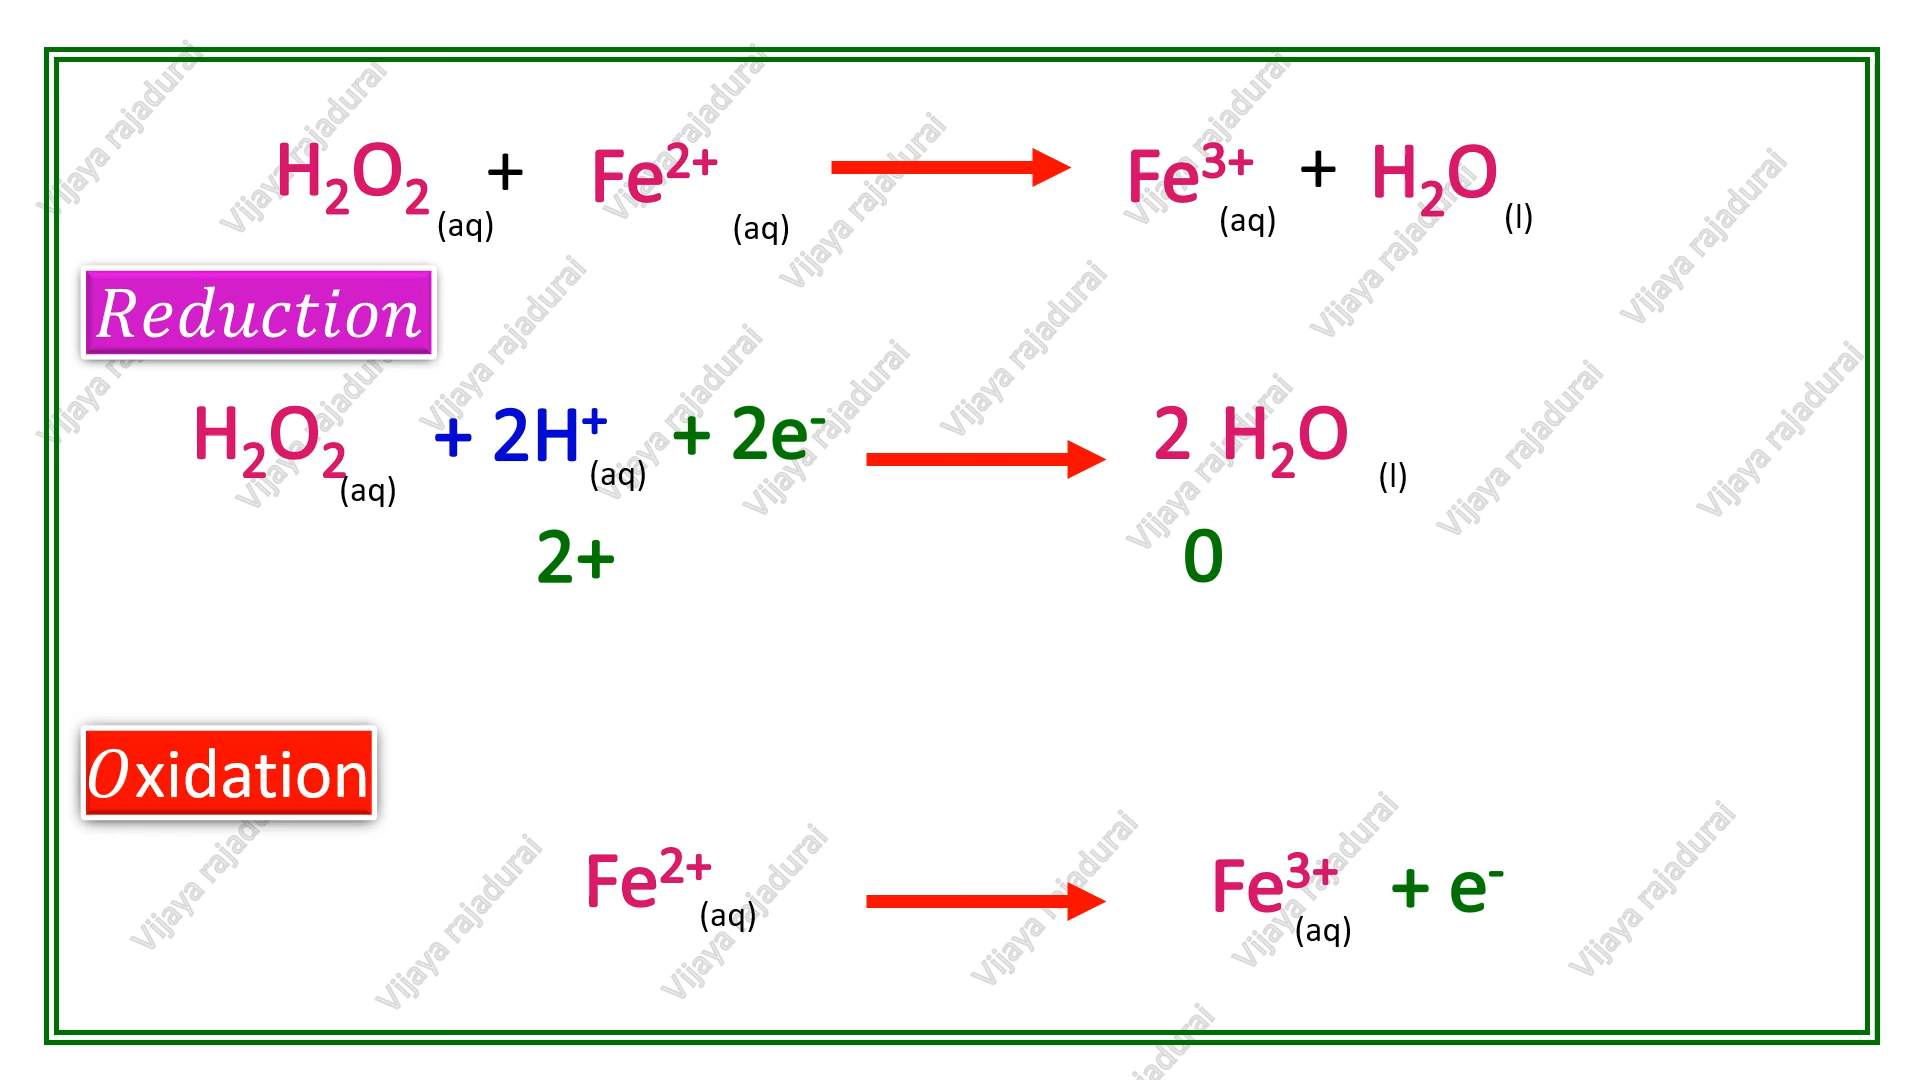 H₂O₂(aq) + Fe²⁺(aq) → Fe³⁺(aq) + H₂O(l)
Reduction
H₂O₂(aq) + 2H⁺(aq) + 2e⁻ → 2 H₂O (l)
2+ 0
Oxidation
Fe²⁺(aq) → Fe³⁺(aq) + e⁻
Vijaya rajadurai